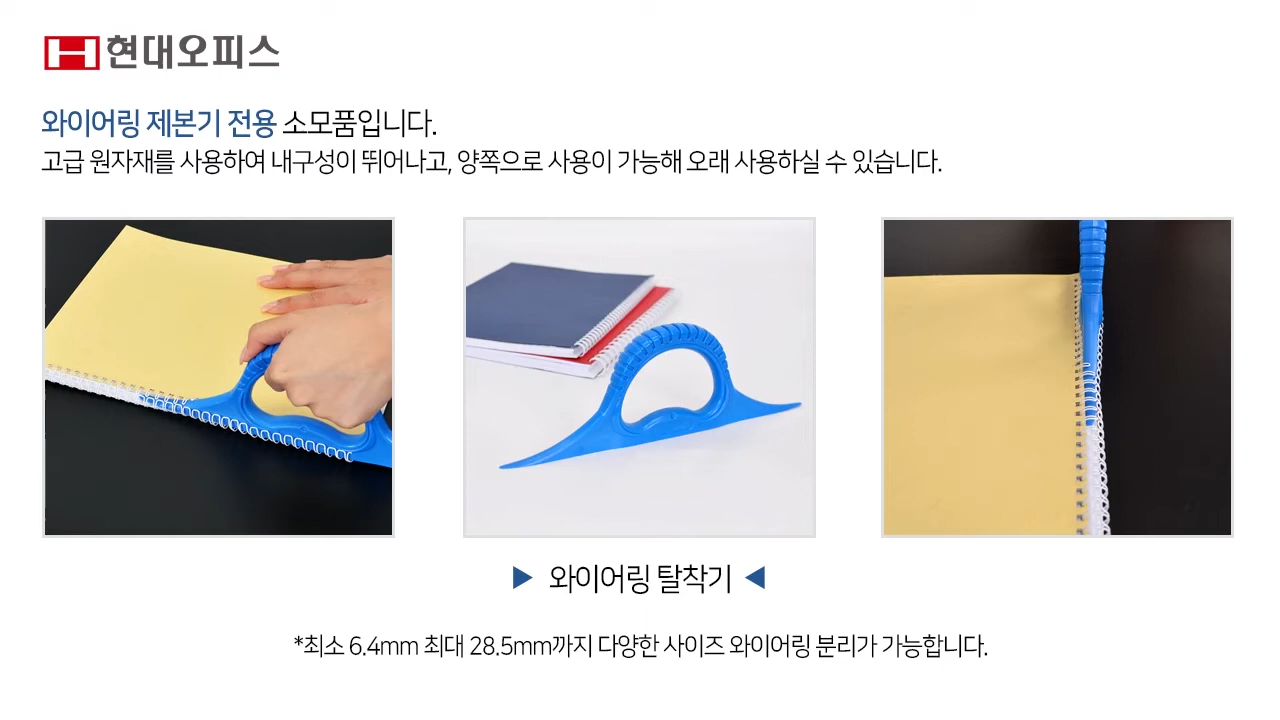 현대오피스
와이어링 제본기 전용 소모품입니다.
고급 원자재를 사용하여 내구성이 뛰어나고, 양쪽으로 사용이 가능해 오래 사용하실 수 있습니다.
▶ 와이어링 탈착기 ◀
*최소 6.4mm 최대 28.5mm까지 다양한 사이즈 와이어링 분리가 가능합니다.